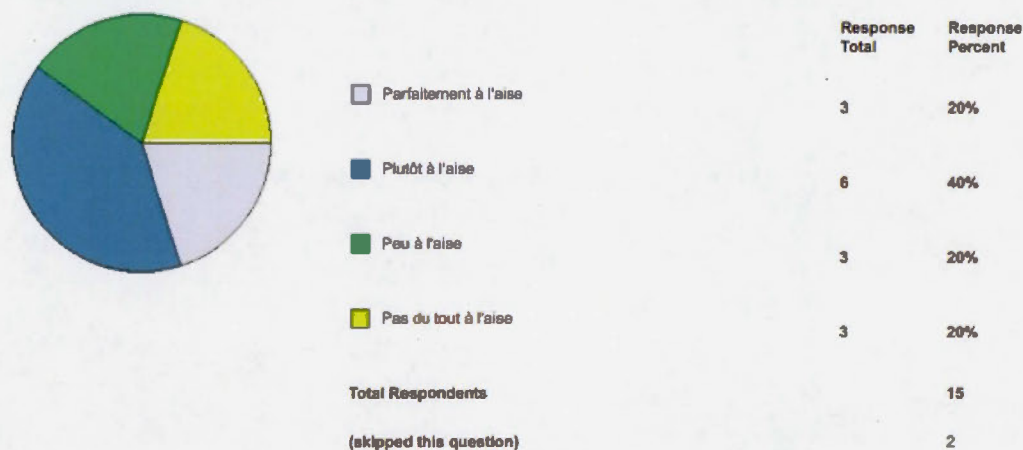 Response Total
Response Percent
Parfaitement à l'aise 3 20%
Plutôt à l'aise 6 40%
Peu à l'aise 3 20%
Pas du tout à l'aise 3 20%
Total Respondents 15
(skipped this question) 2